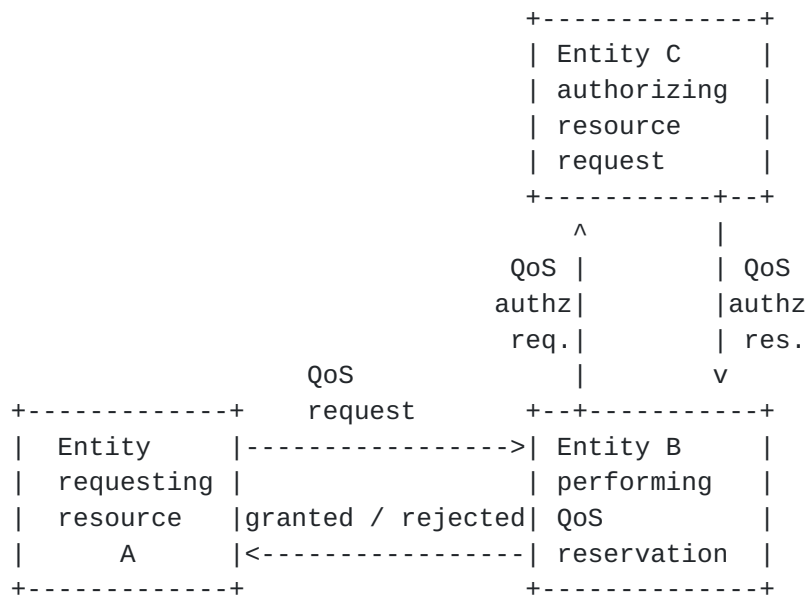 +--------------+
| Entity C     |
| authorizing  |
| resource     |
| request      |
+-----------+--+
^        |
QoS |        | QoS
authz|        |authz
req.|        | res.
QoS             |        v
+-------------+   request       +--+-----------+
|  Entity     |----------------->| Entity B     |
|  requesting |                 | performing   |
|  resource   |granted / rejected| QoS          |
|      A      |<-----------------| reservation  |
+-------------+                 +--------------+